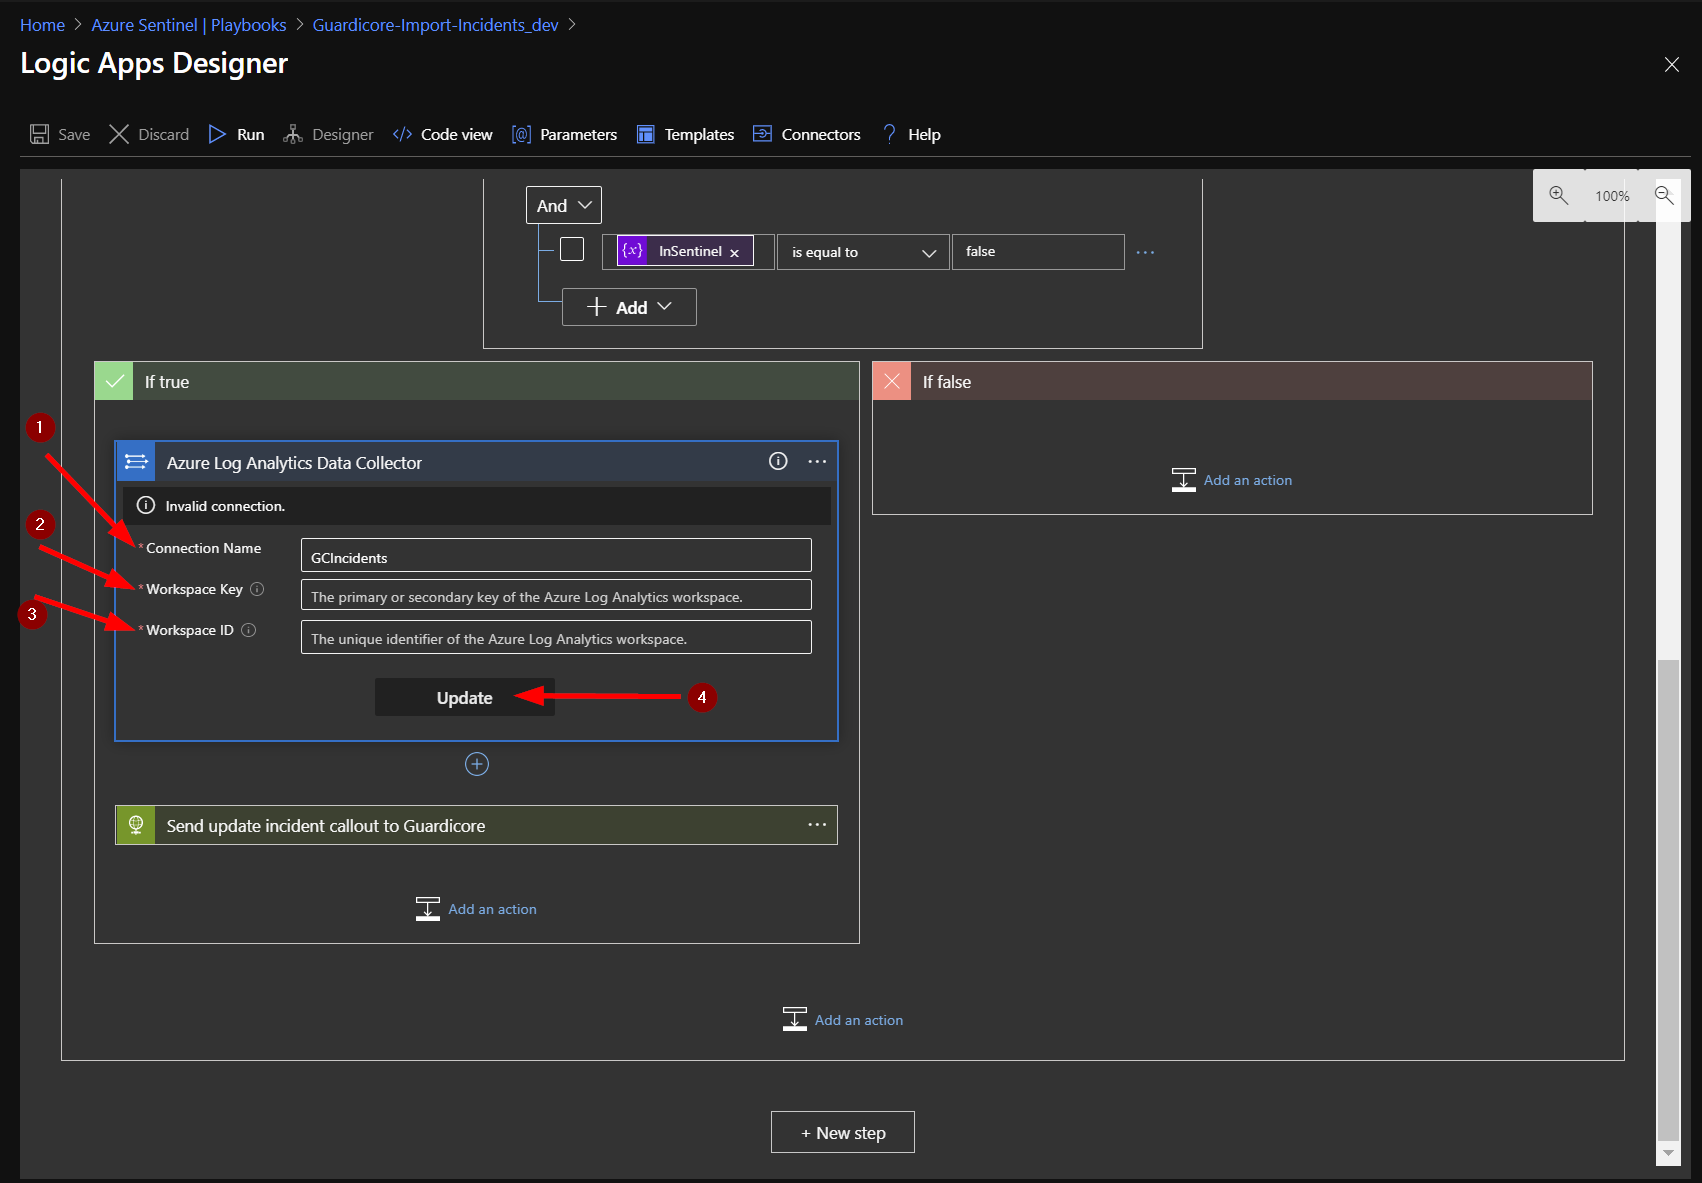 Home > Azure Sentinel | Playbooks > Guardicore-Import-Incidents_dev >
Logic Apps Designer
Save Discard Run Designer </> Code view [@] Parameters Templates Connectors ? Help
100%
And
{x} InSentinel x is equal to false ...
+ Add
If true
If false
1
Azure Log Analytics Data Collector ...
Add an action
Invalid connection.
2
* Connection Name GCIncidents
* Workspace Key The primary or secondary key of the Azure Log Analytics workspace.
3
* Workspace ID The unique identifier of the Azure Log Analytics workspace.
Update
4
Send update incident callout to Guardicore ...
Add an action
Add an action
+ New step